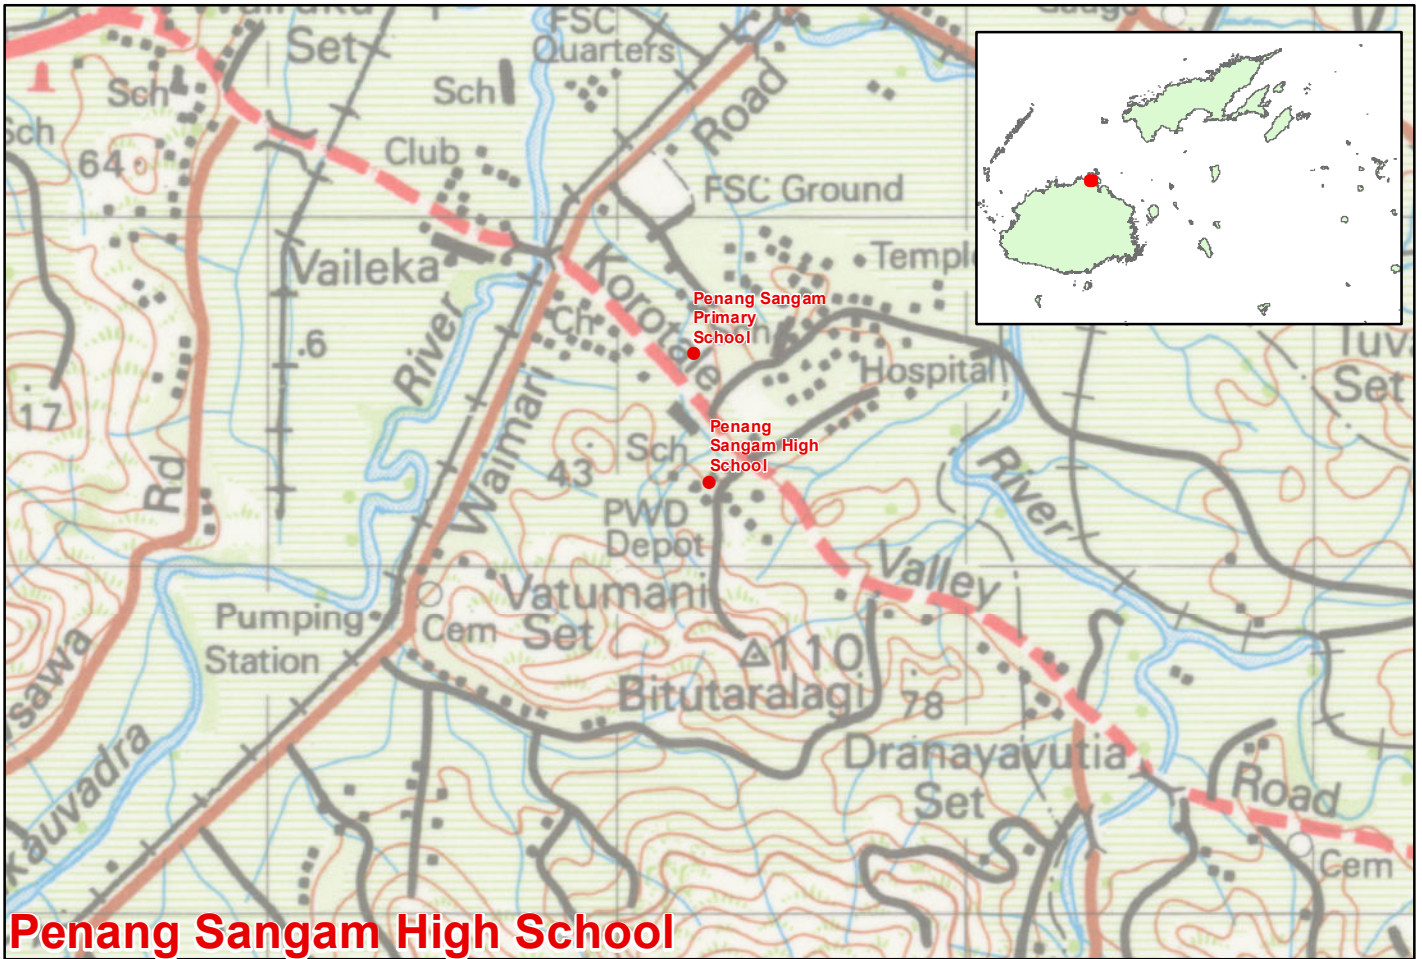 Set
FSC
Quarters
Sch
Sch
Road
Sch
64
Club
FSC Ground
Vaileka
Temple
Korotale
Penang Sangam
Primary
School
Ch
.6
River
Hospital
Set
17
Waimari
Penang
Sangam High
School
Sch
43
Rd
River
PWD
Depot
Valley
Vatumani
Set
Pumping
Station
Cem
110
Bitutaralagi
78
Dranayavutia
Set
Road
Cem
Penang Sangam High School